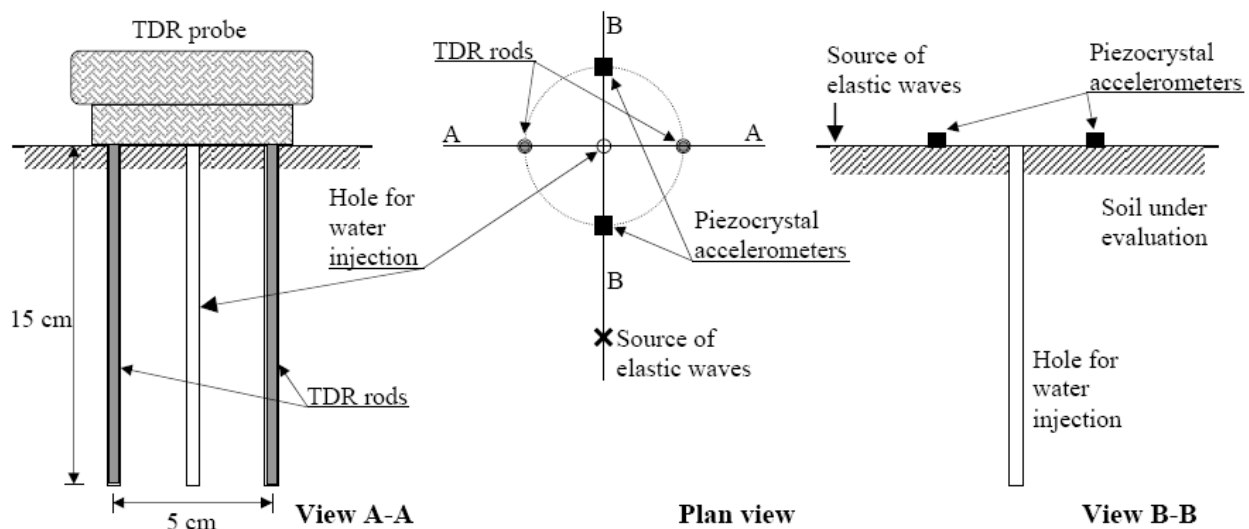 TDR probe
15 cm
Hole for
water
injection
TDR rods
5 cm
View A-A
B
TDR rods
A
A
Piezocrystal
accelerometers
B
Source of
elastic waves
Plan view
Source of
elastic waves
Piezocrystal
accelerometers
Soil under
evaluation
Hole for
water
injection
View B-B